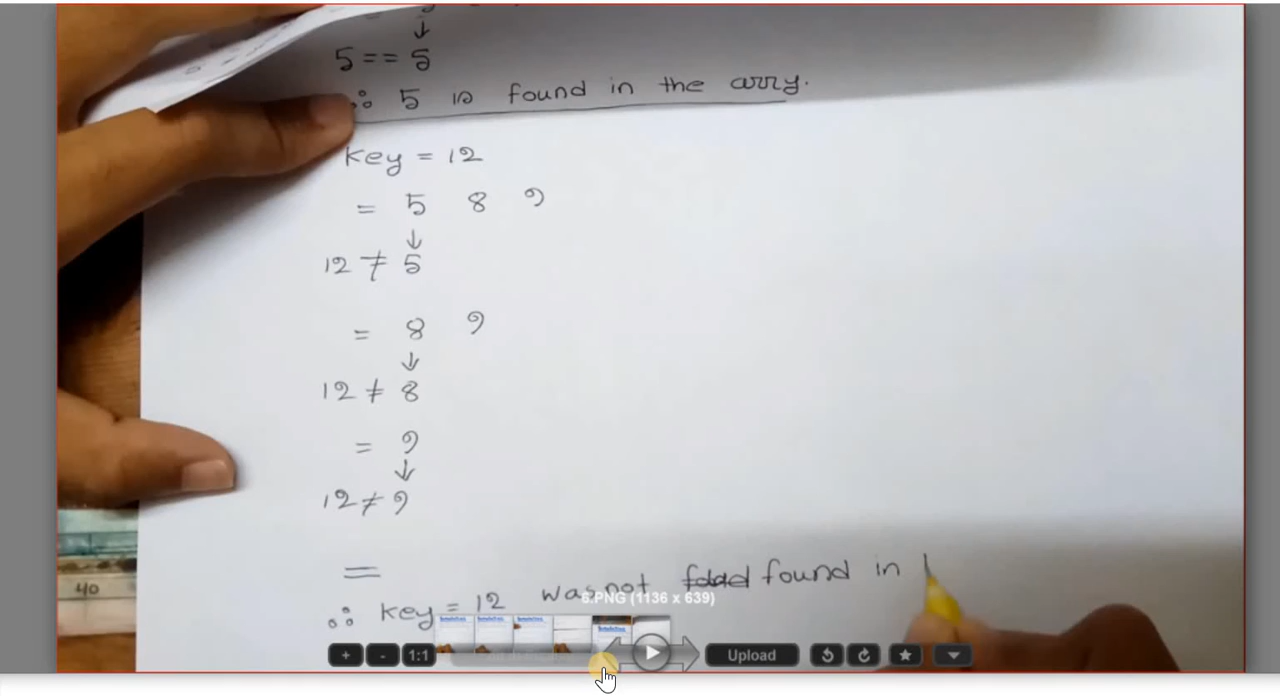 5 == 5
∴ 5 is found in the arry.
key = 12
= 5 8 9
↓
12 ≠ 5
= 8 9
↓
12 ≠ 8
= 9
↓
12 ≠ 9
=
∴ key = 12 was not found in
6.PNG (1136 x 639)
+ - 1:1 Upload
40